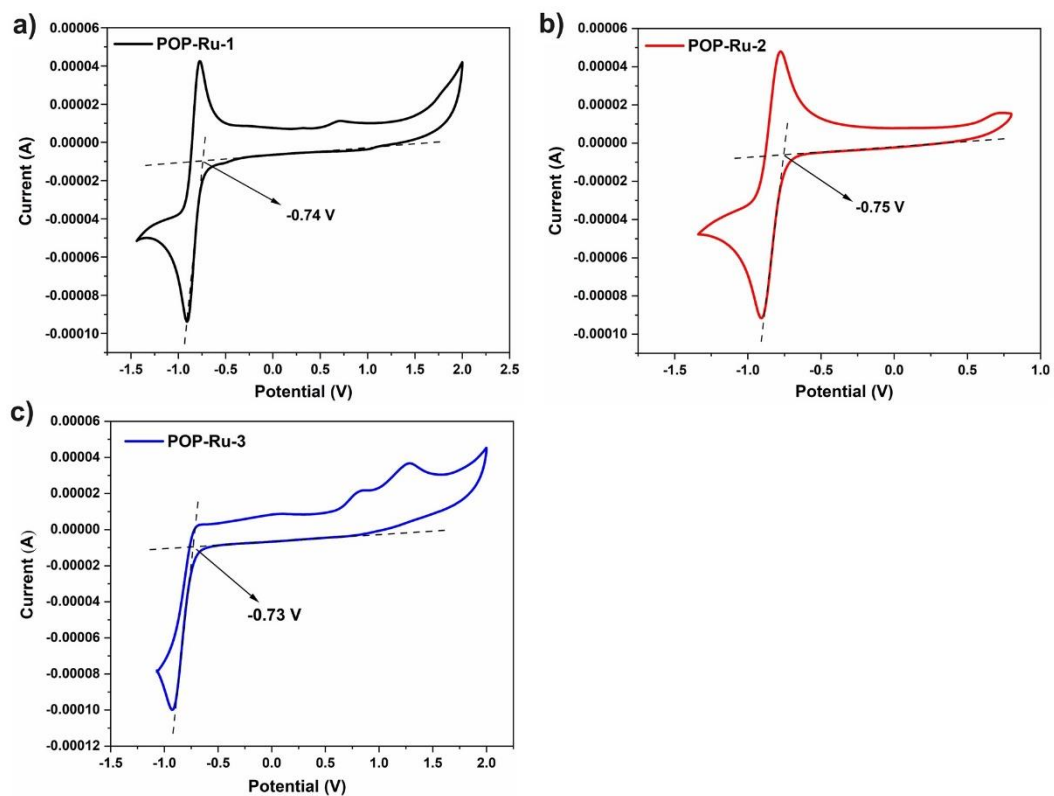 a)
POP-Ru-1
0.00006
0.00004
0.00002
0.00000
-0.00002
-0.00004
-0.00006
-0.00008
-0.00010
Current (A)
-0.74 V
-1.5 -1.0 -0.5 0.0 0.5 1.0 1.5 2.0 2.5
Potential (V)
b)
POP-Ru-2
0.00006
0.00004
0.00002
0.00000
-0.00002
-0.00004
-0.00006
-0.00008
-0.00010
Current (A)
-0.75 V
-1.5 -1.0 -0.5 0.0 0.5 1.0
Potential (V)
c)
POP-Ru-3
0.00006
0.00004
0.00002
0.00000
-0.00002
-0.00004
-0.00006
-0.00008
-0.00010
-0.00012
Current (A)
-0.73 V
-1.5 -1.0 -0.5 0.0 0.5 1.0 1.5 2.0
Potential (V)